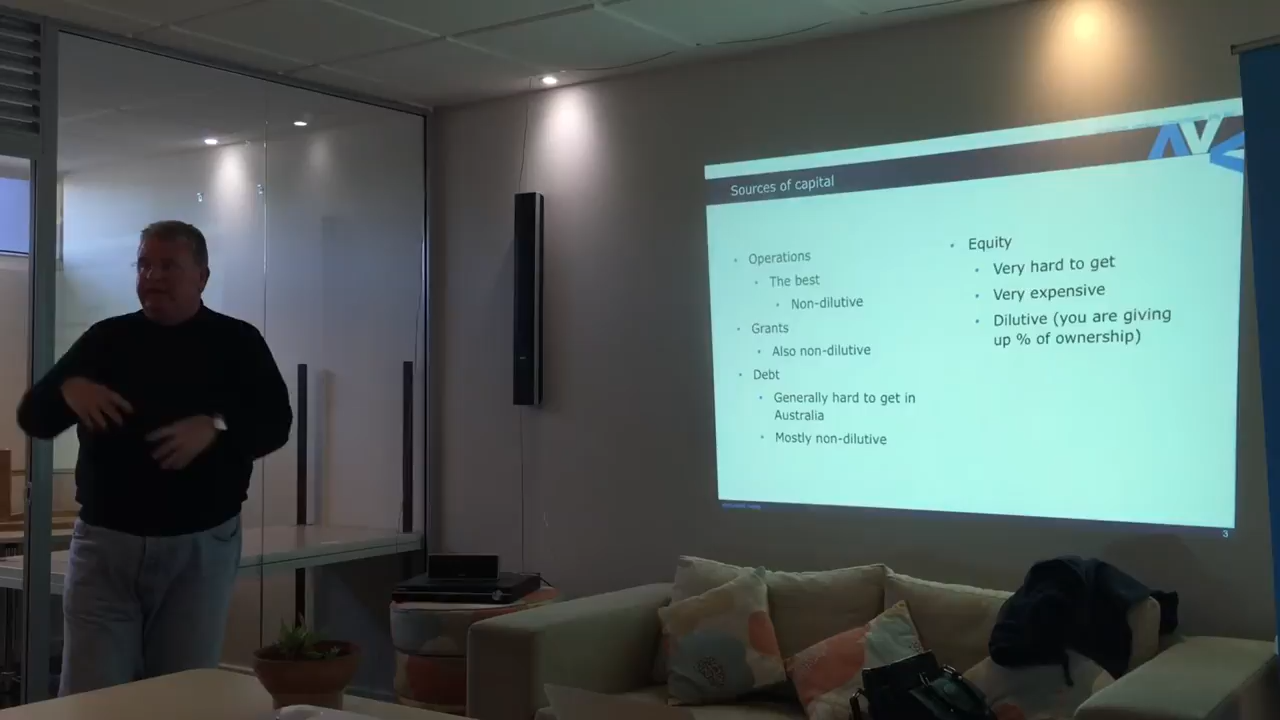 Sources of capital
• Operations
• The best
• Non-dilutive
• Grants
• Also non-dilutive
• Debt
• Generally hard to get in
Australia
• Mostly non-dilutive
• Equity
• Very hard to get
• Very expensive
• Dilutive (you are giving
up % of ownership)
3